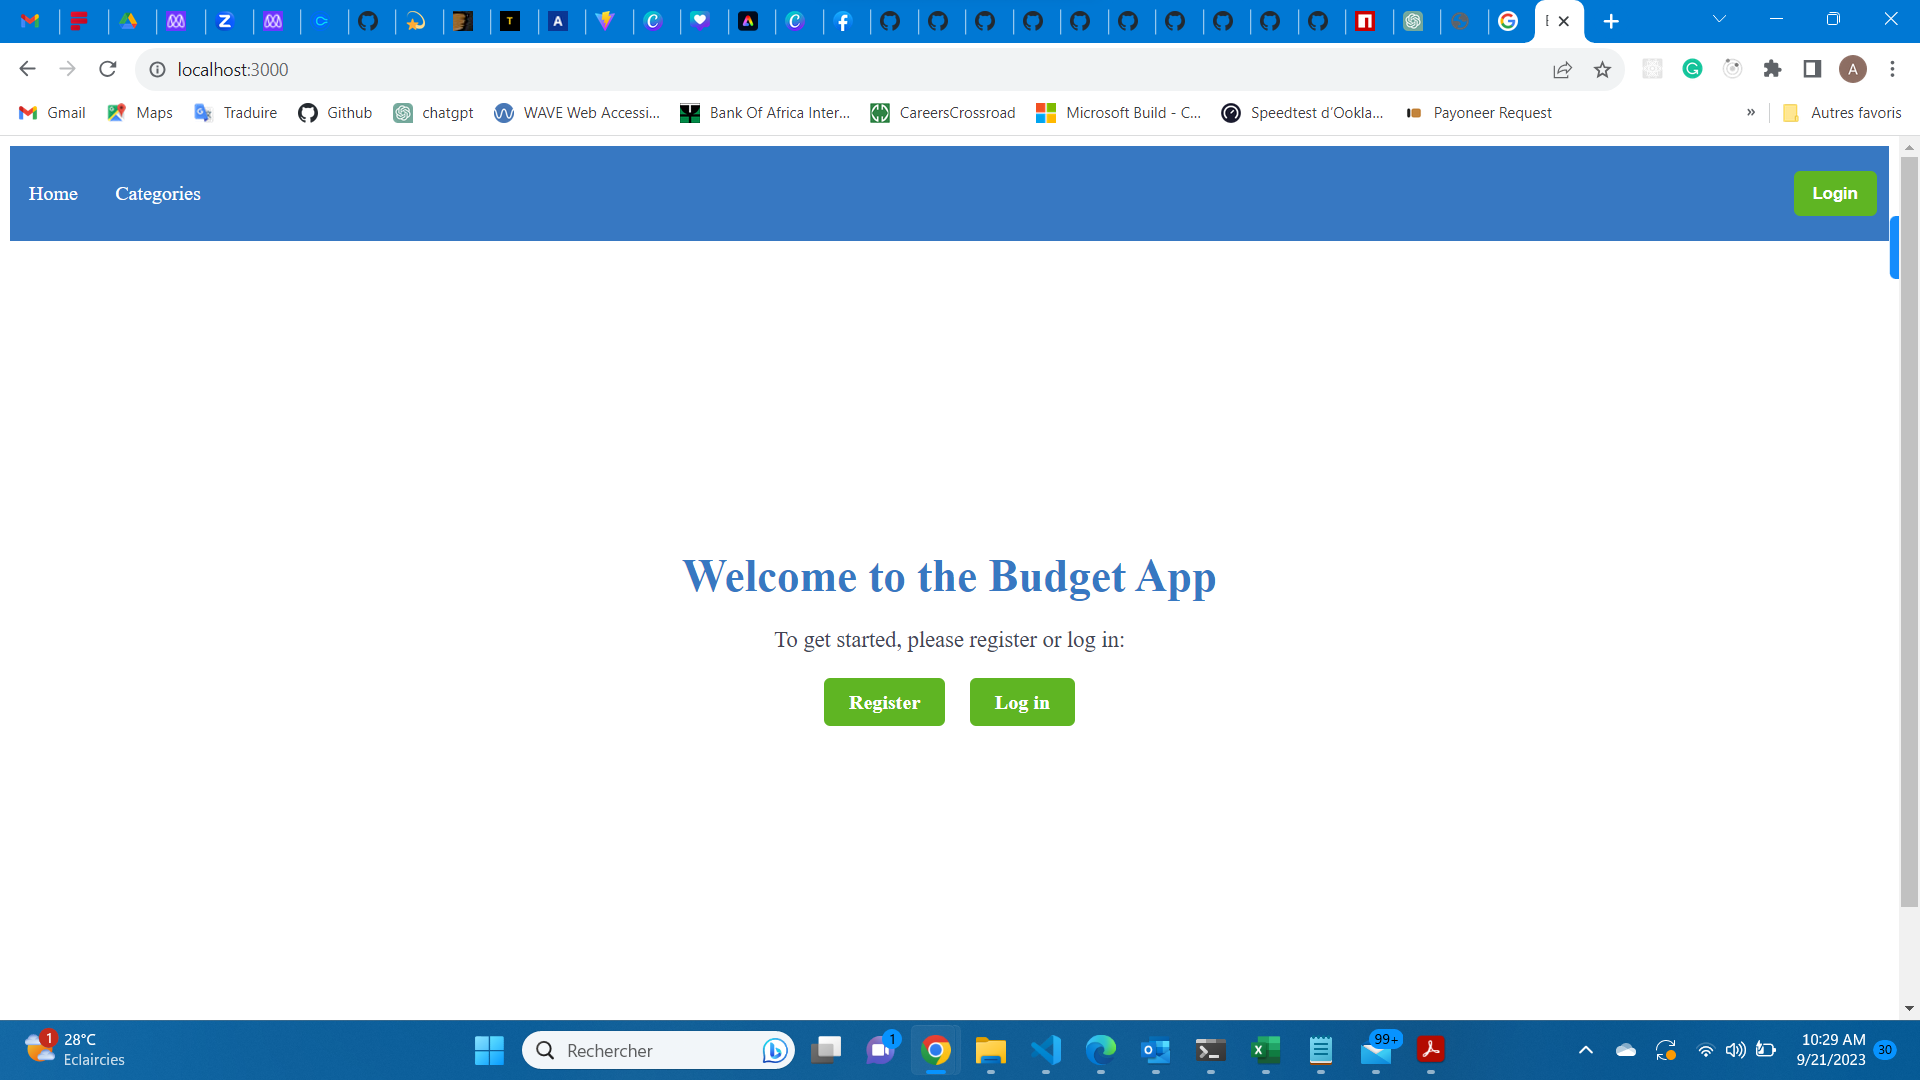 localhost:3000
Gmail
Maps
Traduire
Github
chatgpt
WAVE Web Accessi...
Bank Of Africa Inter...
CareersCrossroad
Microsoft Build - C...
Speedtest d'Ookla...
Payoneer Request
»
Autres favoris
Home
Categories
Login
Welcome to the Budget App
To get started, please register or log in:
Register
Log in
1
28°C
Eclaircies
Rechercher
1
99+
10:29 AM
9/21/2023
30